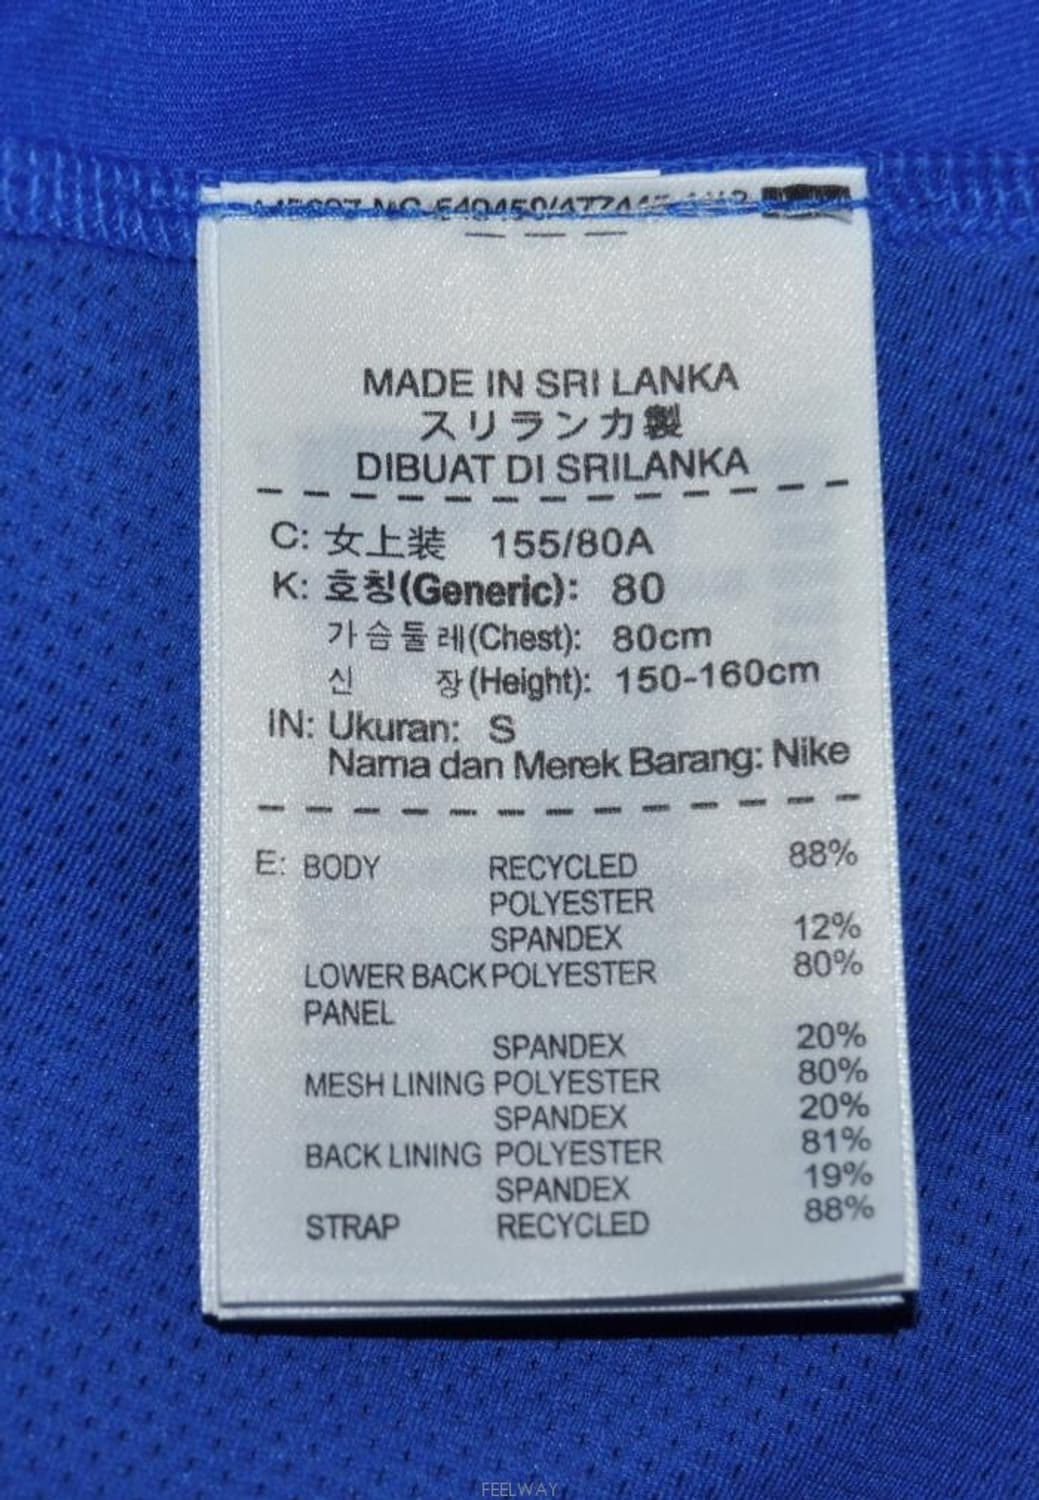 MADE IN SRI LANKA
スリランカ製
DIBUAT DI SRILANKA
C: 女上装 155/80A
K: 호칭(Generic): 80
가슴둘레(Chest): 80cm
신 장(Height): 150-160cm
IN: Ukuran: S
Nama dan Merek Barang: Nike
E: BODY RECYCLED 88%
POLYESTER
SPANDEX 12%
LOWER BACK POLYESTER 80%
PANEL
SPANDEX 20%
MESH LINING POLYESTER 80%
SPANDEX 20%
BACK LINING POLYESTER 81%
SPANDEX 19%
STRAP RECYCLED 88%
FEELWAY